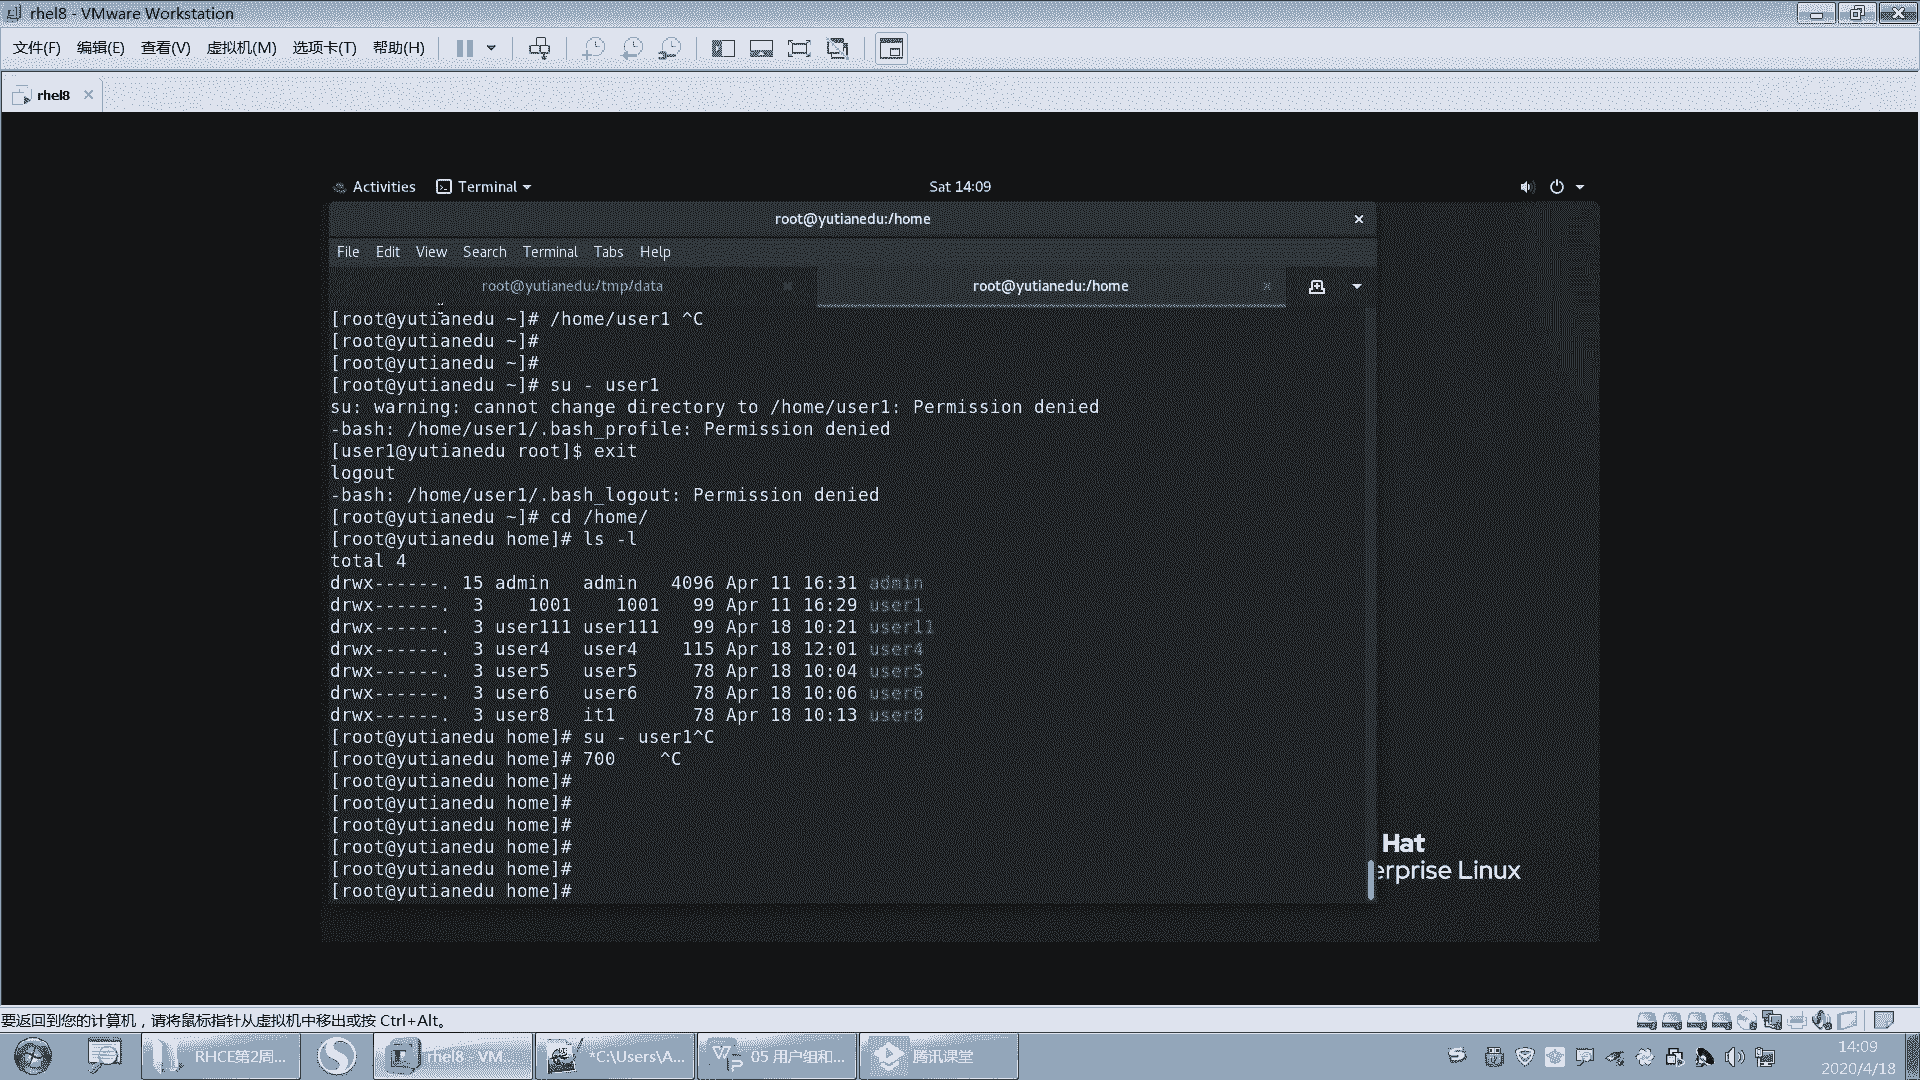 rhel8 - VMware Workstation
文件(F) 编辑(E) 查看(V) 虚拟机(M) 选项卡(T) 帮助(H)
rhel8
Activities Terminal Sat 14:09
root@yutianedu:/home
File Edit View Search Terminal Tabs Help
root@yutianedu:/tmp/data root@yutianedu:/home
[root@yutianedu ~]# /home/user1 ^C
[root@yutianedu ~]#
[root@yutianedu ~]#
[root@yutianedu ~]# su - user1
su: warning: cannot change directory to /home/user1: Permission denied
-bash: /home/user1/.bash_profile: Permission denied
[user1@yutianedu root]$ exit
logout
-bash: /home/user1/.bash_logout: Permission denied
[root@yutianedu ~]# cd /home/
[root@yutianedu home]# ls -l
total 4
drwx------. 15 admin   admin   4096 Apr 11 16:31 admin
drwx------.  3    1001    1001   99 Apr 11 16:29 user1
drwx------.  3 user111 user111   99 Apr 18 10:21 user11
drwx------.  3 user4   user4    115 Apr 18 12:01 user4
drwx------.  3 user5   user5     78 Apr 18 10:04 user5
drwx------.  3 user6   user6     78 Apr 18 10:06 user6
drwx------.  3 user8   it1       78 Apr 18 10:13 user8
[root@yutianedu home]# su - user1^C
[root@yutianedu home]# 700    ^C
[root@yutianedu home]#
[root@yutianedu home]#
[root@yutianedu home]#
[root@yutianedu home]#
[root@yutianedu home]#
[root@yutianedu home]#
Hat
erprise Linux
要返回到您的计算机，请将鼠标指针从虚拟机中移出或按 Ctrl+Alt。
RHCE第2周... rhel8 - VM... *C:\Users\A... 05 用户组和... 腾讯课堂
14:09
2020/4/18